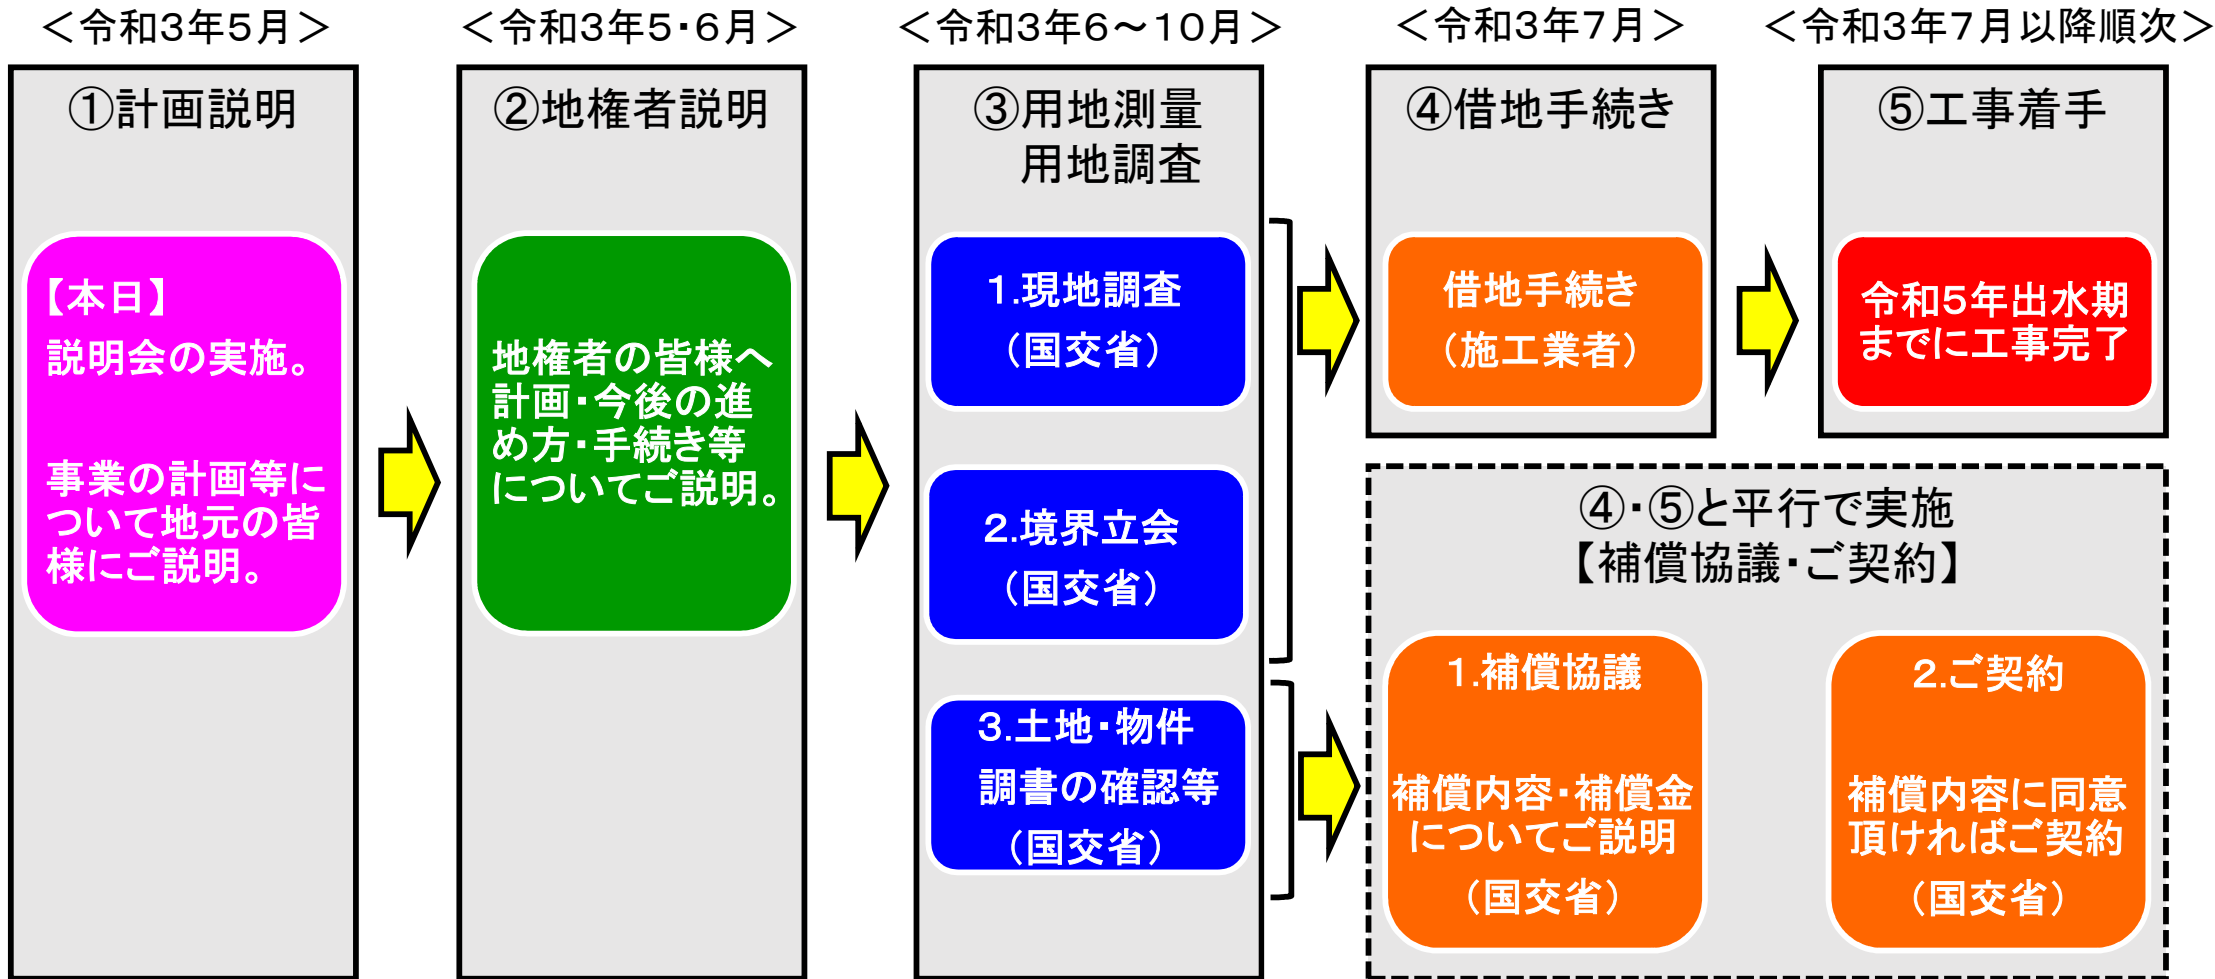 ＜令和3年5月＞
①計画説明
【本日】
説明会の実施。
事業の計画等に
ついて地元の皆
様にご説明。
＜令和3年5・6月＞
②地権者説明
地権者の皆様へ
計画・今後の進
め方・手続き等
についてご説明。
＜令和3年6～10月＞
③用地測量
用地調査
1.現地調査
（国交省）
2.境界立会
（国交省）
3.土地・物件
調書の確認等
（国交省）
＜令和3年7月＞
④借地手続き
借地手続き
（施工業者）
＜令和3年7月以降順次＞
⑤工事着手
令和5年出水期
までに工事完了
④・⑤と平行で実施
【補償協議・ご契約】
1.補償協議
補償内容・補償金
についてご説明
（国交省）
2.ご契約
補償内容に同意
頂ければご契約
（国交省）